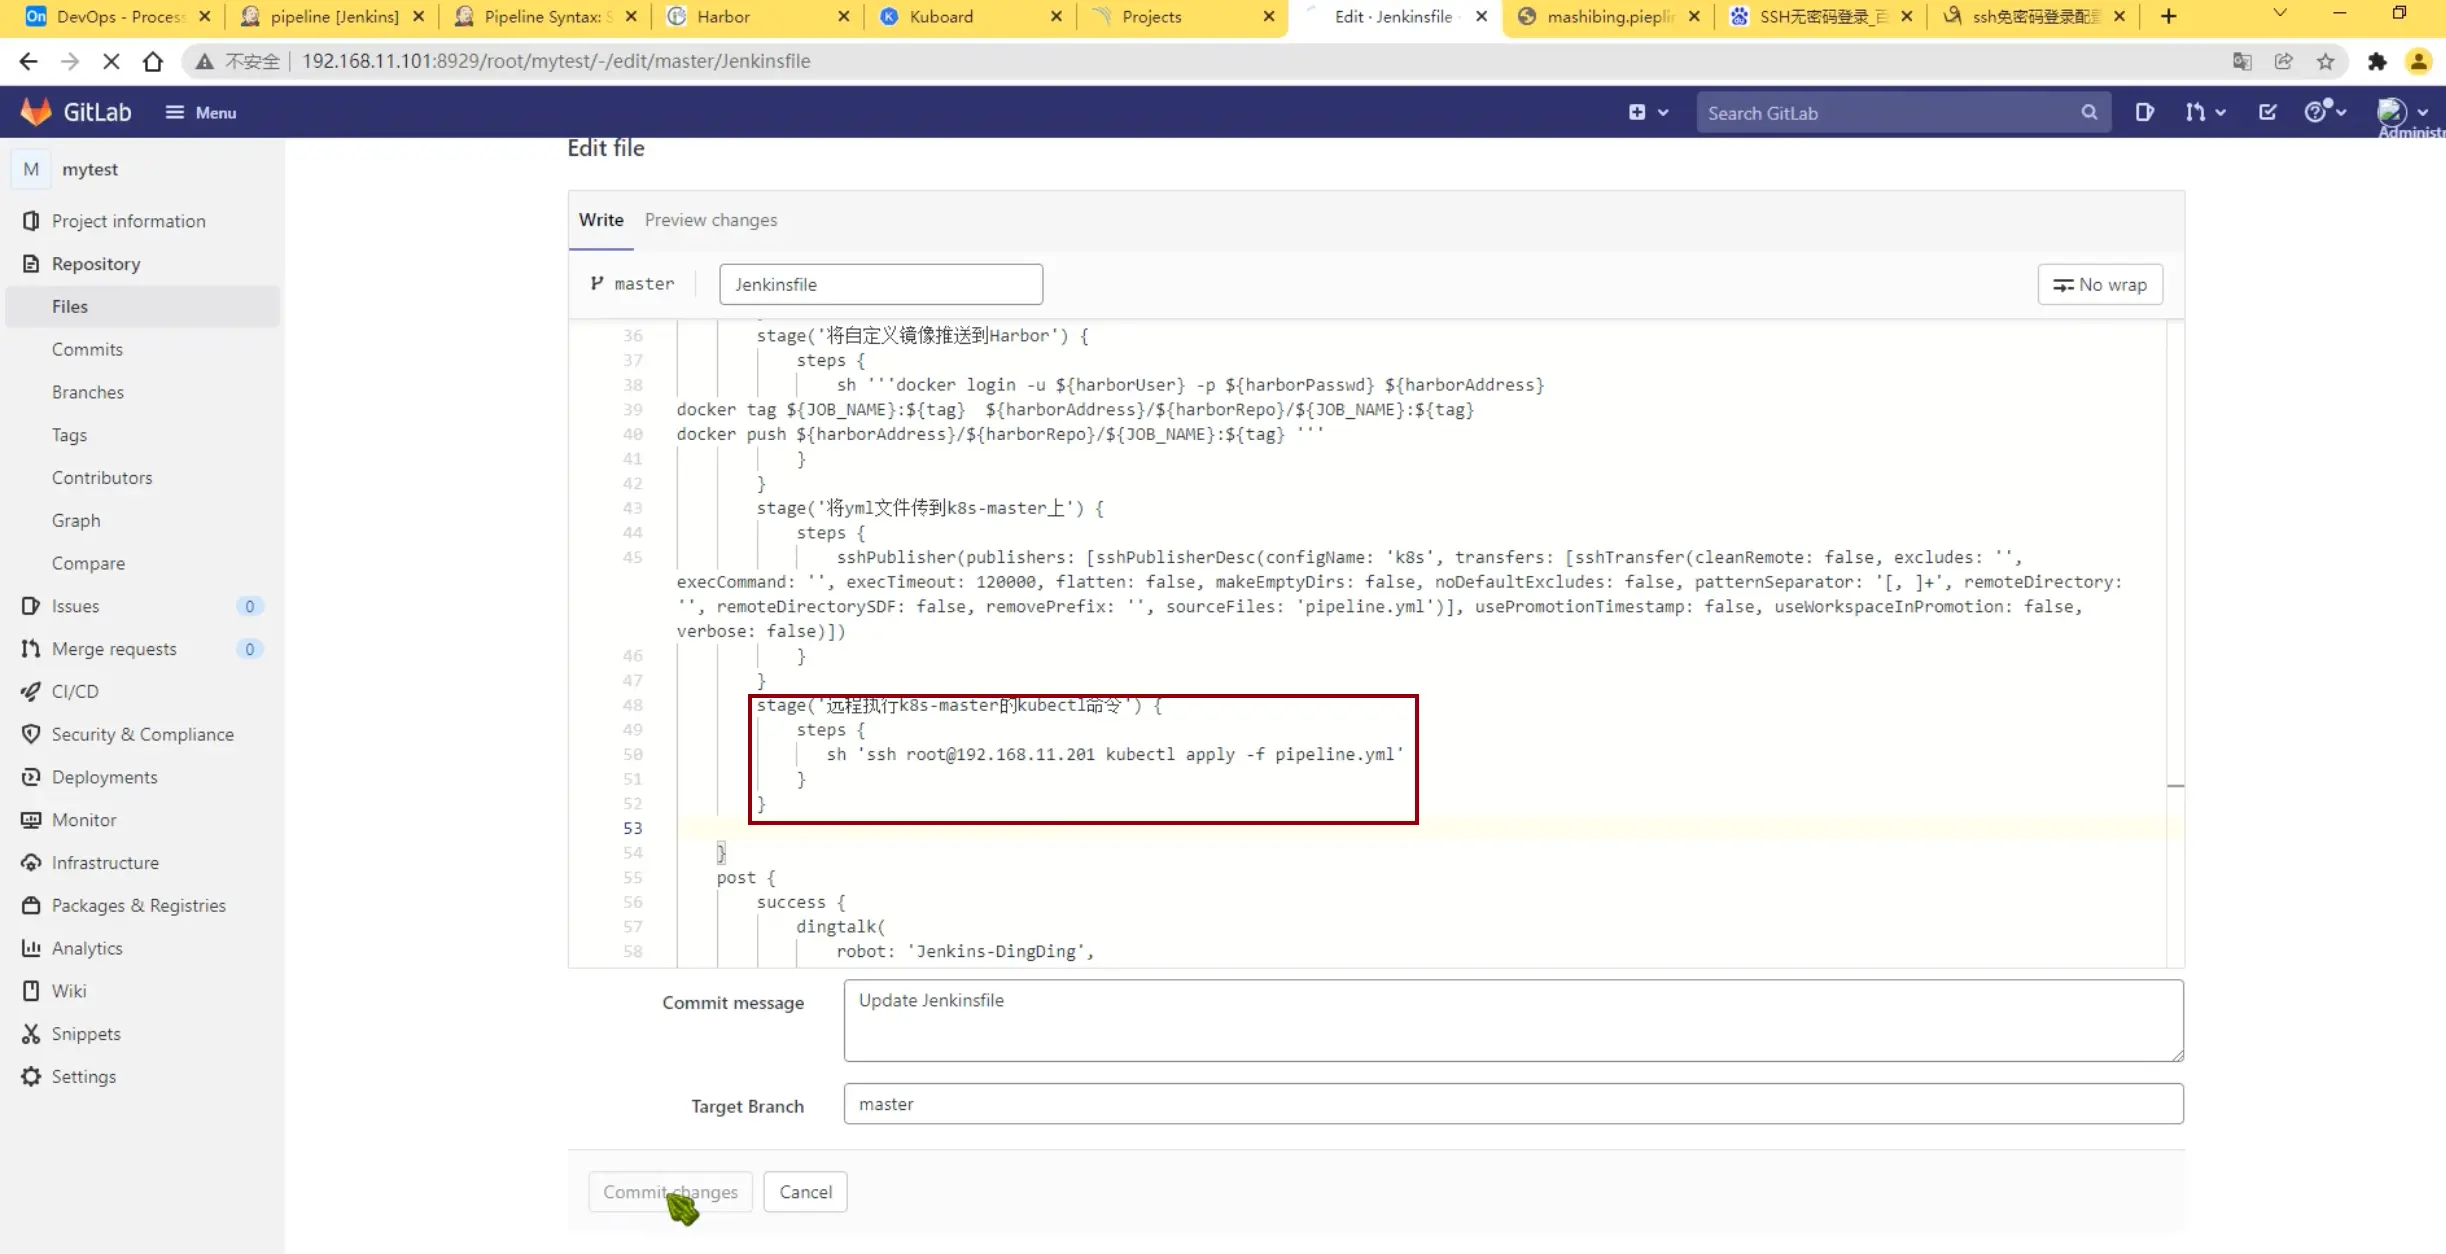 DevOps - Process
pipeline [Jenkins]
Pipeline Syntax:
Harbor
Kuboard
Projects
Edit · Jenkinsfile
mashibing.piepli
SSH无密码登录_百
ssh免密码登录配置
不安全
192.168.11.101:8929/root/mytest/-/edit/master/Jenkinsfile
GitLab
Menu
Search GitLab
Administr
M mytest
Project information
Repository
Files
Commits
Branches
Tags
Contributors
Graph
Compare
Issues 0
Merge requests 0
CI/CD
Security & Compliance
Deployments
Monitor
Infrastructure
Packages & Registries
Analytics
Wiki
Snippets
Settings
Edit file
Write Preview changes
master Jenkinsfile No wrap
36 stage('将自定义镜像推送到Harbor') {
37 steps {
38 sh '''docker login -u ${harborUser} -p ${harborPasswd} ${harborAddress}
39 docker tag ${JOB_NAME}:${tag}  ${harborAddress}/${harborRepo}/${JOB_NAME}:${tag}
40 docker push ${harborAddress}/${harborRepo}/${JOB_NAME}:${tag} '''
41 }
42 }
43 stage('将yml文件传到k8s-master上') {
44 steps {
45 sshPublisher(publishers: [sshPublisherDesc(configName: 'k8s', transfers: [sshTransfer(cleanRemote: false, excludes: '',
execCommand: '', execTimeout: 120000, flatten: false, makeEmptyDirs: false, noDefaultExcludes: false, patternSeparator: '[, ]+', remoteDirectory:
'', remoteDirectorySDF: false, removePrefix: '', sourceFiles: 'pipeline.yml')], usePromotionTimestamp: false, useWorkspaceInPromotion: false,
verbose: false)])
46 }
47 }
48 stage('远程执行k8s-master的kubectl命令') {
49 steps {
50 sh 'ssh root@192.168.11.201 kubectl apply -f pipeline.yml'
51 }
52 }
53
54 }
55 post {
56 success {
57 dingtalk(
58 robot: 'Jenkins-DingDing',
Commit message Update Jenkinsfile
Target Branch master
Commit changes Cancel